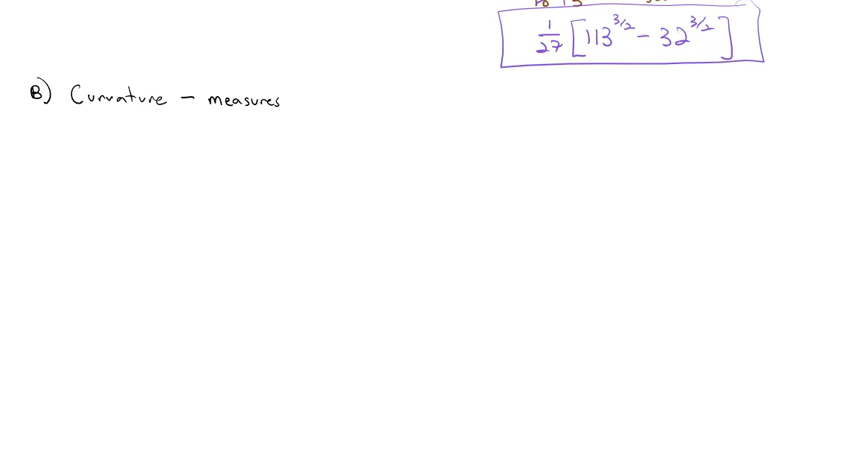 1/27 [113^{3/2} - 32^{3/2}]
B) Curvature - measures